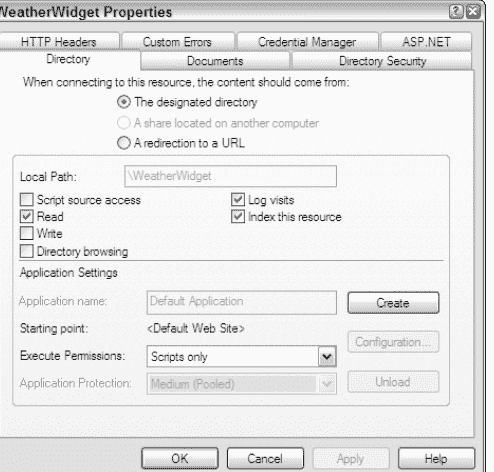 WeatherWidget Properties
HTTP Headers Custom Errors Credential Manager ASP.NET
Directory Documents Directory Security
When connecting to this resource, the content should come from:
The designated directory
A share located on another computer
A redirection to a URL
Local Path: \WeatherWidget
Script source access Log visits
Read Index this resource
Write
Directory browsing
Application Settings
Application name: Default Application Create
Starting point: <Default Web Site>
Configuration...
Execute Permissions: Scripts only
Application Protection: Medium (Pooled) Unload
OK Cancel Apply Help